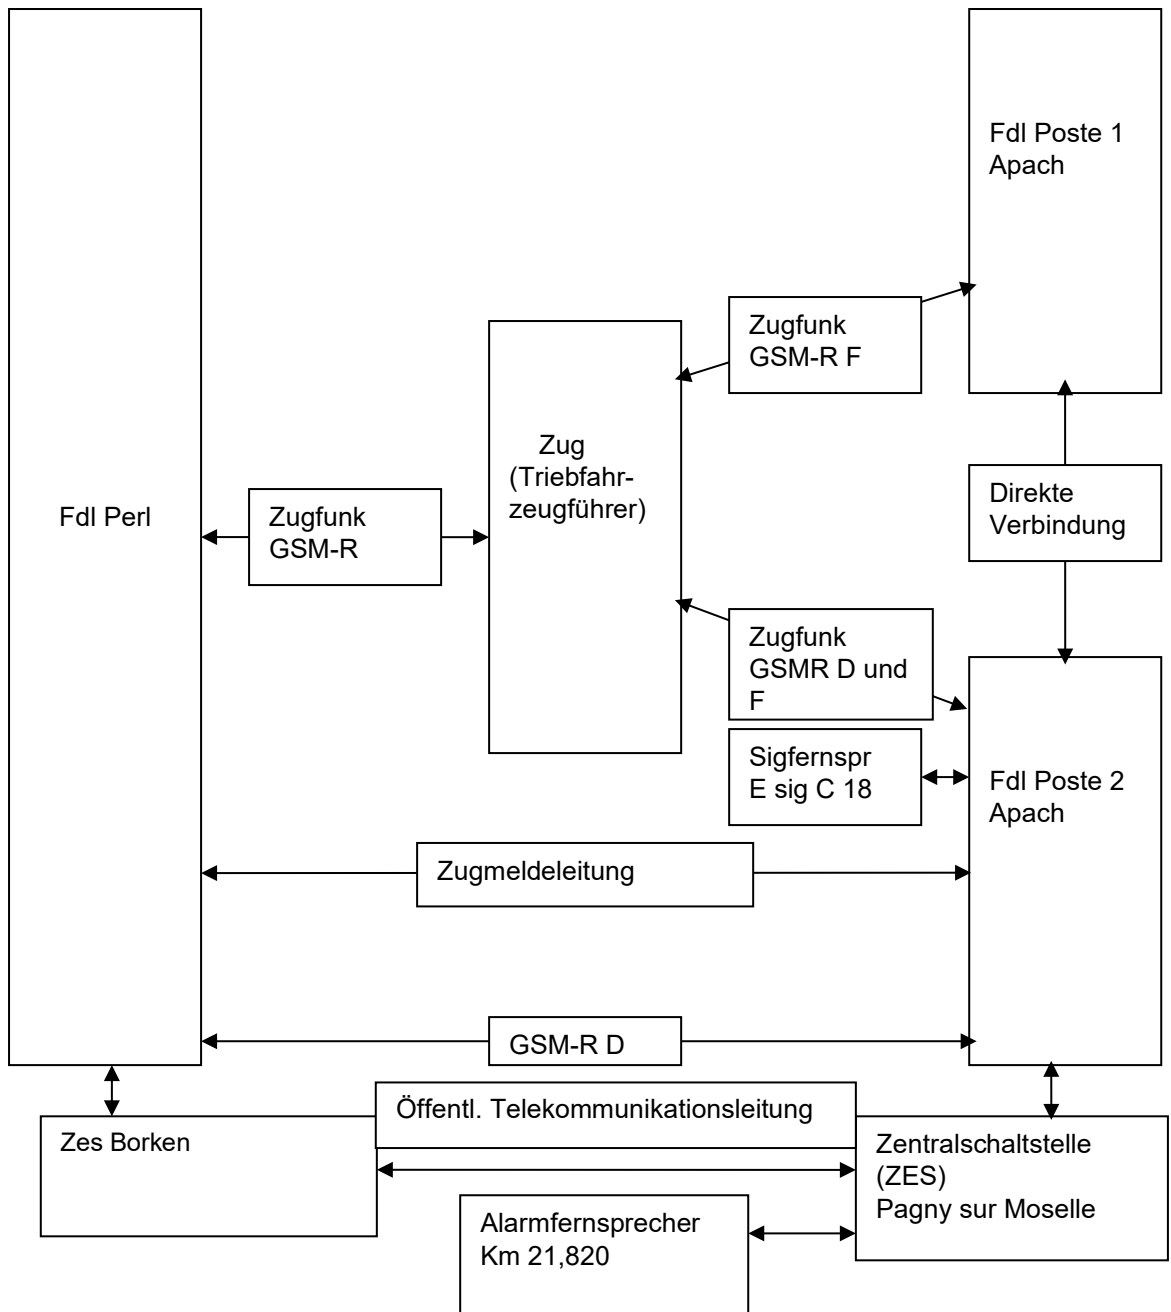 Fdl Poste 1
Apach
Zugfunk
GSM-R F
Zug
(Triebfahr-
zeugführer)
Fdl Perl
Zugfunk
GSM-R
Direkte
Verbindung
Zugfunk
GSMR D und
F
Sigfernspr
E sig C 18
Fdl Poste 2
Apach
Zugmeldeleitung
GSM-R D
Öffentl. Telekommunikationsleitung
Zes Borken
Zentralschaltstelle
(ZES)
Pagny sur Moselle
Alarmfernsprecher
Km 21,820